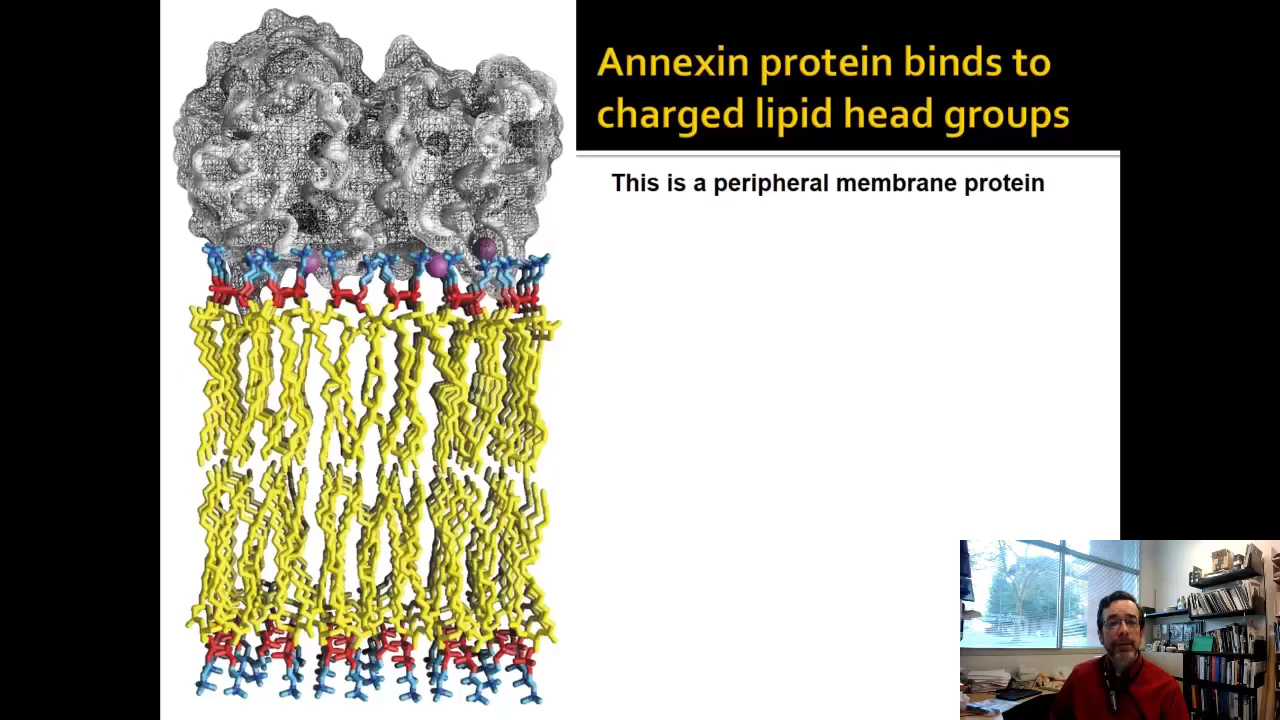 Annexin protein binds to
charged lipid head groups
This is a peripheral membrane protein